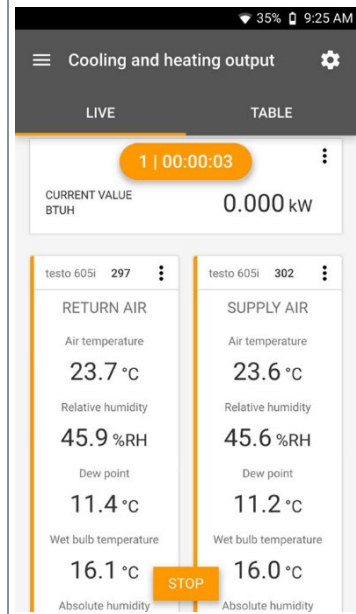 35% 9:25 AM
Cooling and heating output
LIVE TABLE
1 | 00:00:03
CURRENT VALUE
BTUH
0.000 kW
testo 605i 297
RETURN AIR
Air temperature
23.7 °C
Relative humidity
45.9 %RH
Dew point
11.4 °C
Wet bulb temperature
16.1 °C
Absolute humidity
testo 605i 302
SUPPLY AIR
Air temperature
23.6 °C
Relative humidity
45.6 %RH
Dew point
11.2 °C
Wet bulb temperature
16.0 °C
Absolute humidity
STOP